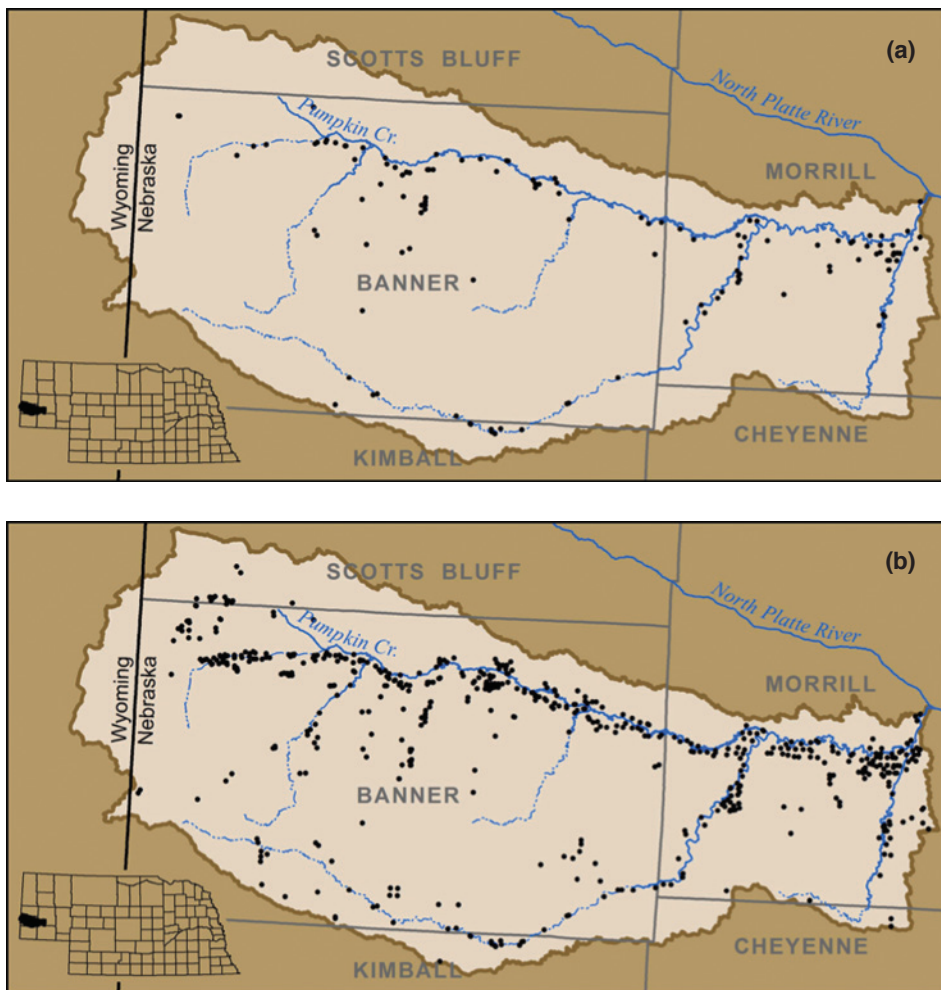 (a)
SCOTTS BLUFF
North Platte River
Pumpkin Cr.
MORRILL
Wyoming
Nebraska
BANNER
CHEYENNE
KIMBALL
(b)
SCOTTS BLUFF
North Platte River
Pumpkin Cr.
MORRILL
Wyoming
Nebraska
BANNER
CHEYENNE
KIMBALL